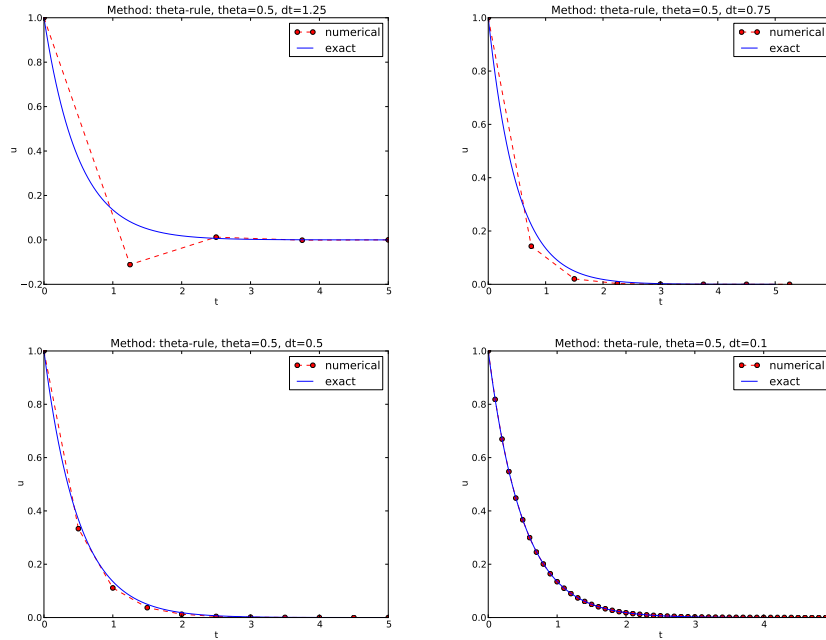 Method: theta-rule, theta=0.5, dt=1.25
1.0
0.8
0.6
0.4
0.2
0.0
−0.2
u
0 1 2 3 4 5
t
numerical
exact
Method: theta-rule, theta=0.5, dt=0.75
1.0
0.8
0.6
0.4
0.2
0.0
u
0 1 2 3 4 5
t
numerical
exact
Method: theta-rule, theta=0.5, dt=0.5
1.0
0.8
0.6
0.4
0.2
0.0
u
0 1 2 3 4 5
t
numerical
exact
Method: theta-rule, theta=0.5, dt=0.1
1.0
0.8
0.6
0.4
0.2
0.0
u
0 1 2 3 4
t
numerical
exact